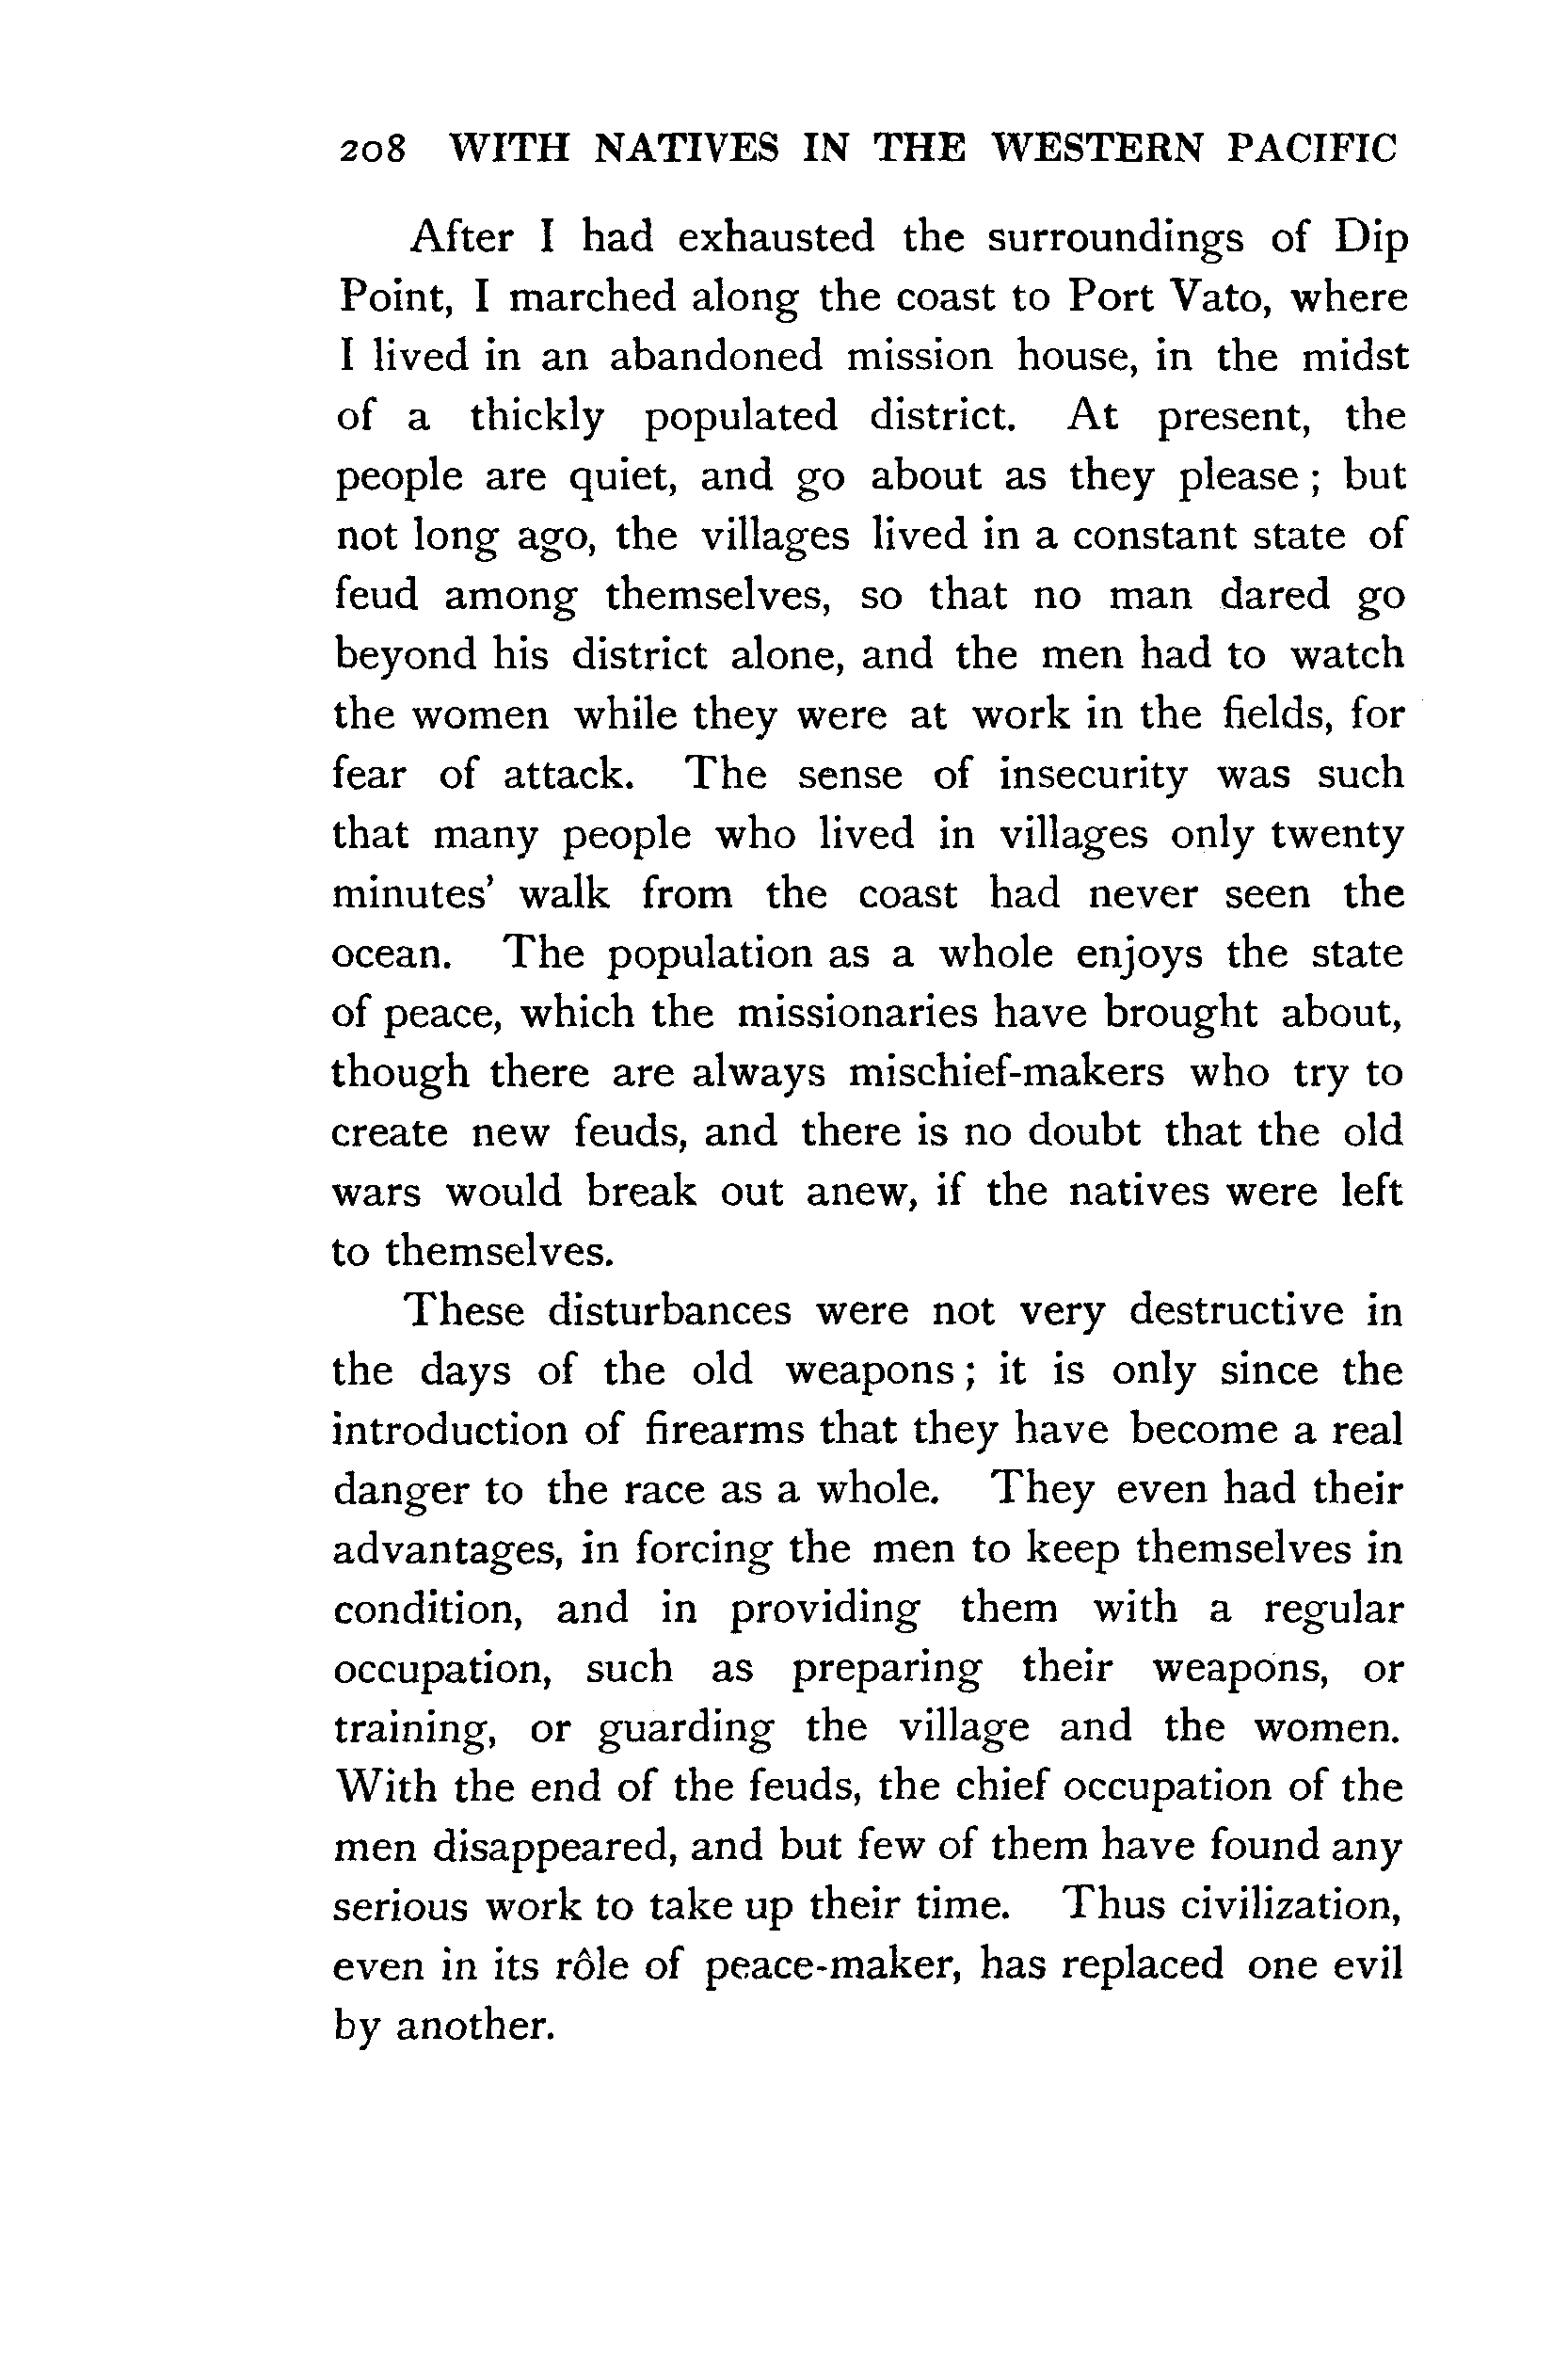 208 WITH NATIVES IN THE WESTERN PACIFIC
After I had exhausted the surroundings of Dip
Point, I marched along the coast to Port Vato, where
I lived in an abandoned mission house, in the midst
of a thickly populated district. At present, the
people are quiet, and go about as they please ; but
not long ago, the villages lived in a constant state of
feud among themselves, so that no man dared go
beyond his district alone, and the men had to watch
the women while they were at work in the fields, for
fear of attack. The sense of insecurity was such
that many people who lived in villages only twenty
minutes' walk from the coast had never seen the
ocean. The population as a whole enjoys the state
of peace, which the missionaries have brought about,
though there are always mischief-makers who try to
create new feuds, and there is no doubt that the old
wars would break out anew, if the natives were left
to themselves.
These disturbances were not very destructive in
the days of the old weapons ; it is only since the
introduction of firearms that they have become a real
danger to the race as a whole. They even had their
advantages, in forcing the men to keep themselves in
condition, and in providing them with a regular
occupation, such as preparing their weapons, or
training, or guarding the village and the women.
With the end of the feuds, the chief occupation of the
men disappeared, and but few of them have found any
serious work to take up their time. Thus civilization,
even in its rôle of peace-maker, has replaced one evil
by another.